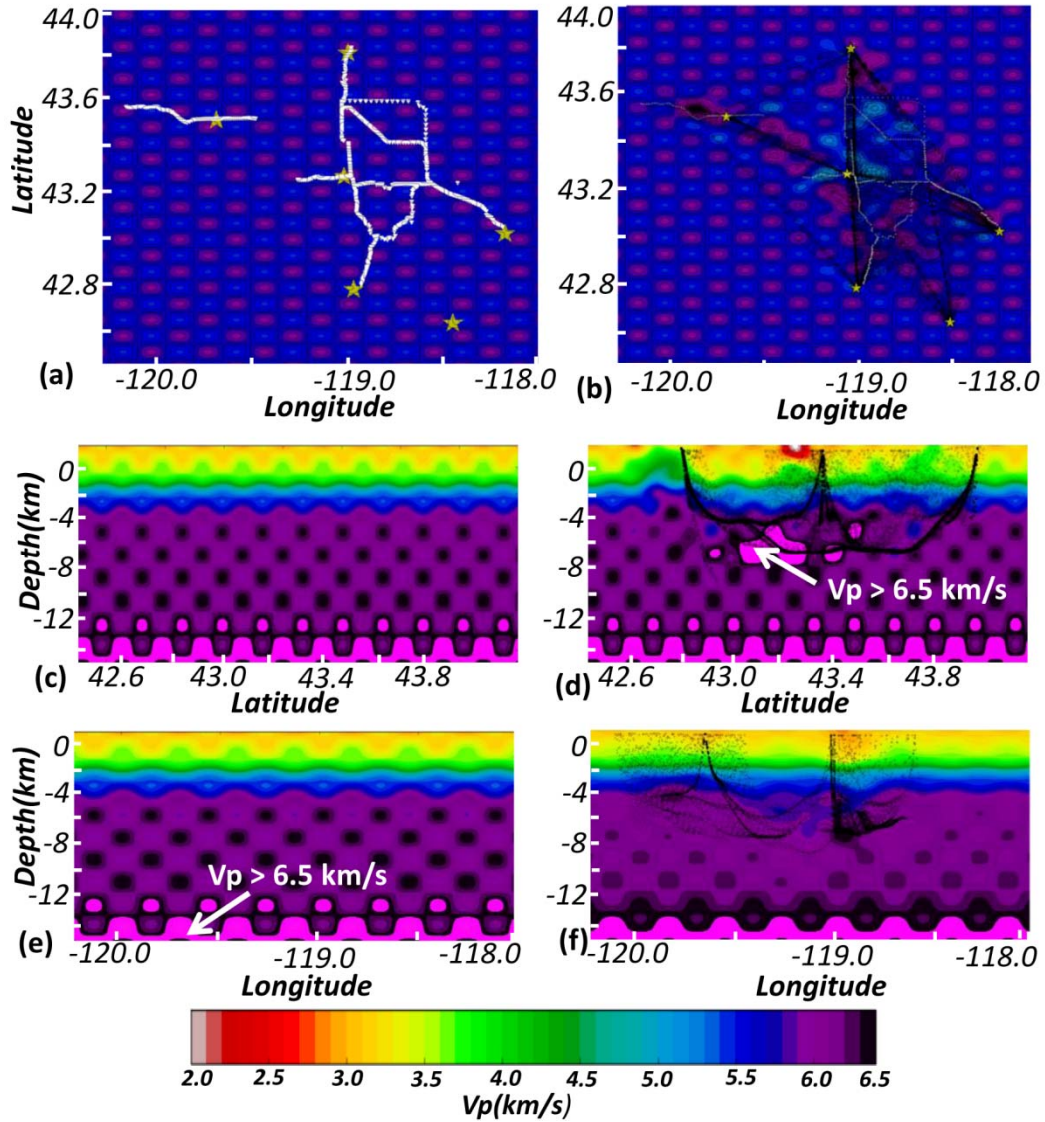 44.0
43.6
43.2
42.8
Latitude
(a)
-120.0 -119.0 -118.0
Longitude
44.0
43.6
43.2
42.8
(b)
-120.0 -119.0 -118.0
Longitude
0
-4
-8
-12
Depth(km)
(c)
42.6 43.0 43.4 43.8
Latitude
0
-4
-8
-12
Vp > 6.5 km/s
(d)
42.6 43.0 43.4 43.8
Latitude
0
-4
-8
-12
Depth(km)
Vp > 6.5 km/s
(e)
-120.0 -119.0 -118.0
Longitude
0
-4
-8
-12
(f)
-120.0 -119.0 -118.0
Longitude
2.0 2.5 3.0 3.5 4.0 4.5 5.0 5.5 6.0 6.5
Vp(km/s)